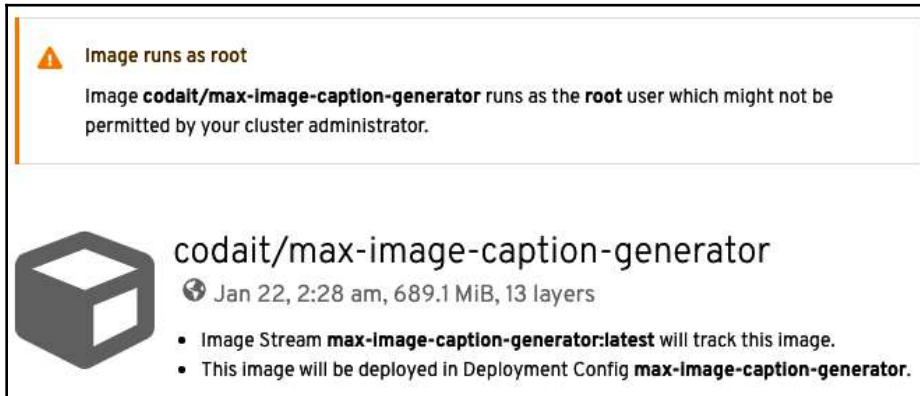 Image runs as root
Image codait/max-image-caption-generator runs as the root user which might not be
permitted by your cluster administrator.
codait/max-image-caption-generator
Jan 22, 2:28 am, 689.1 MiB, 13 layers
• Image Stream max-image-caption-generator:latest will track this image.
• This image will be deployed in Deployment Config max-image-caption-generator.